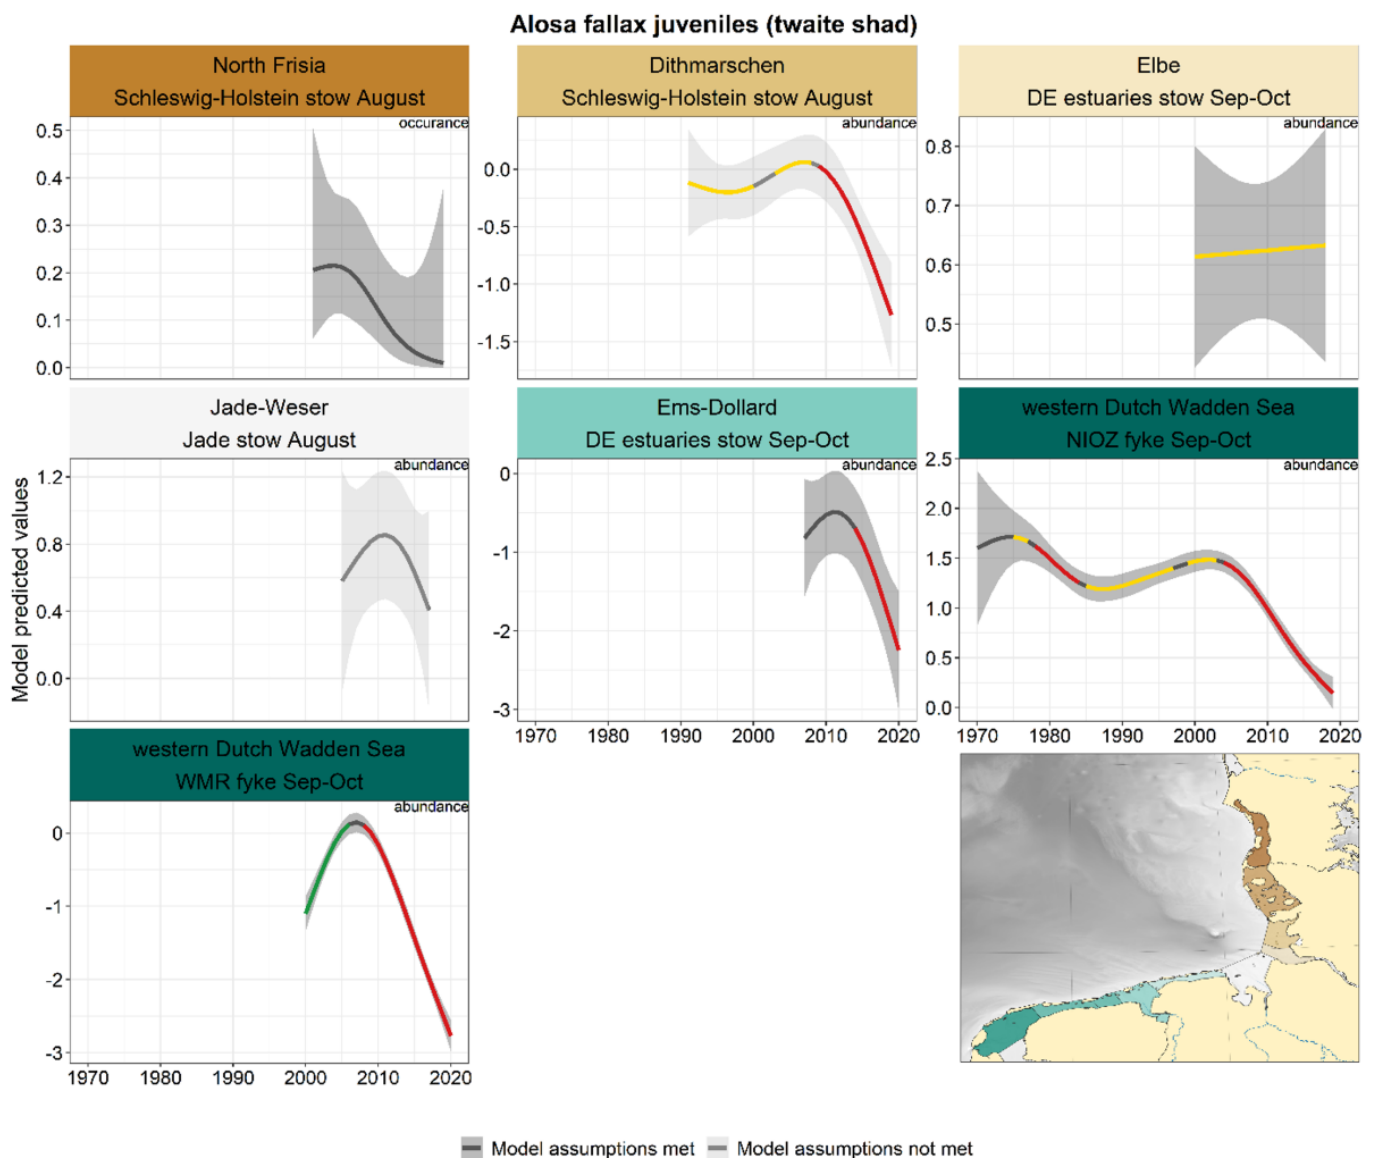 Alosa fallax juveniles (twaite shad)
North Frisia
Schleswig-Holstein stow August
occurance
0.5
0.4
0.3
0.2
0.1
0.0
Dithmarschen
Schleswig-Holstein stow August
abundance
0.0
-0.5
-1.0
-1.5
Elbe
DE estuaries stow Sep-Oct
abundance
0.8
0.7
0.6
0.5
Model predicted values
Jade-Weser
Jade stow August
abundance
1.2
0.8
0.4
0.0
Ems-Dollard
DE estuaries stow Sep-Oct
abundance
0
-1
-2
-3
1970 1980 1990 2000 2010 2020
western Dutch Wadden Sea
NIOZ fyke Sep-Oct
abundance
2.5
2.0
1.5
1.0
0.5
0.0
1970 1980 1990 2000 2010 2020
western Dutch Wadden Sea
WMR fyke Sep-Oct
abundance
0
-1
-2
-3
1970 1980 1990 2000 2010 2020
Model assumptions met Model assumptions not met